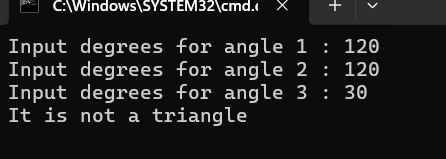 C:\Windows\SYSTEM32\cmd.e
Input degrees for angle 1 : 120
Input degrees for angle 2 : 120
Input degrees for angle 3 : 30
It is not a triangle